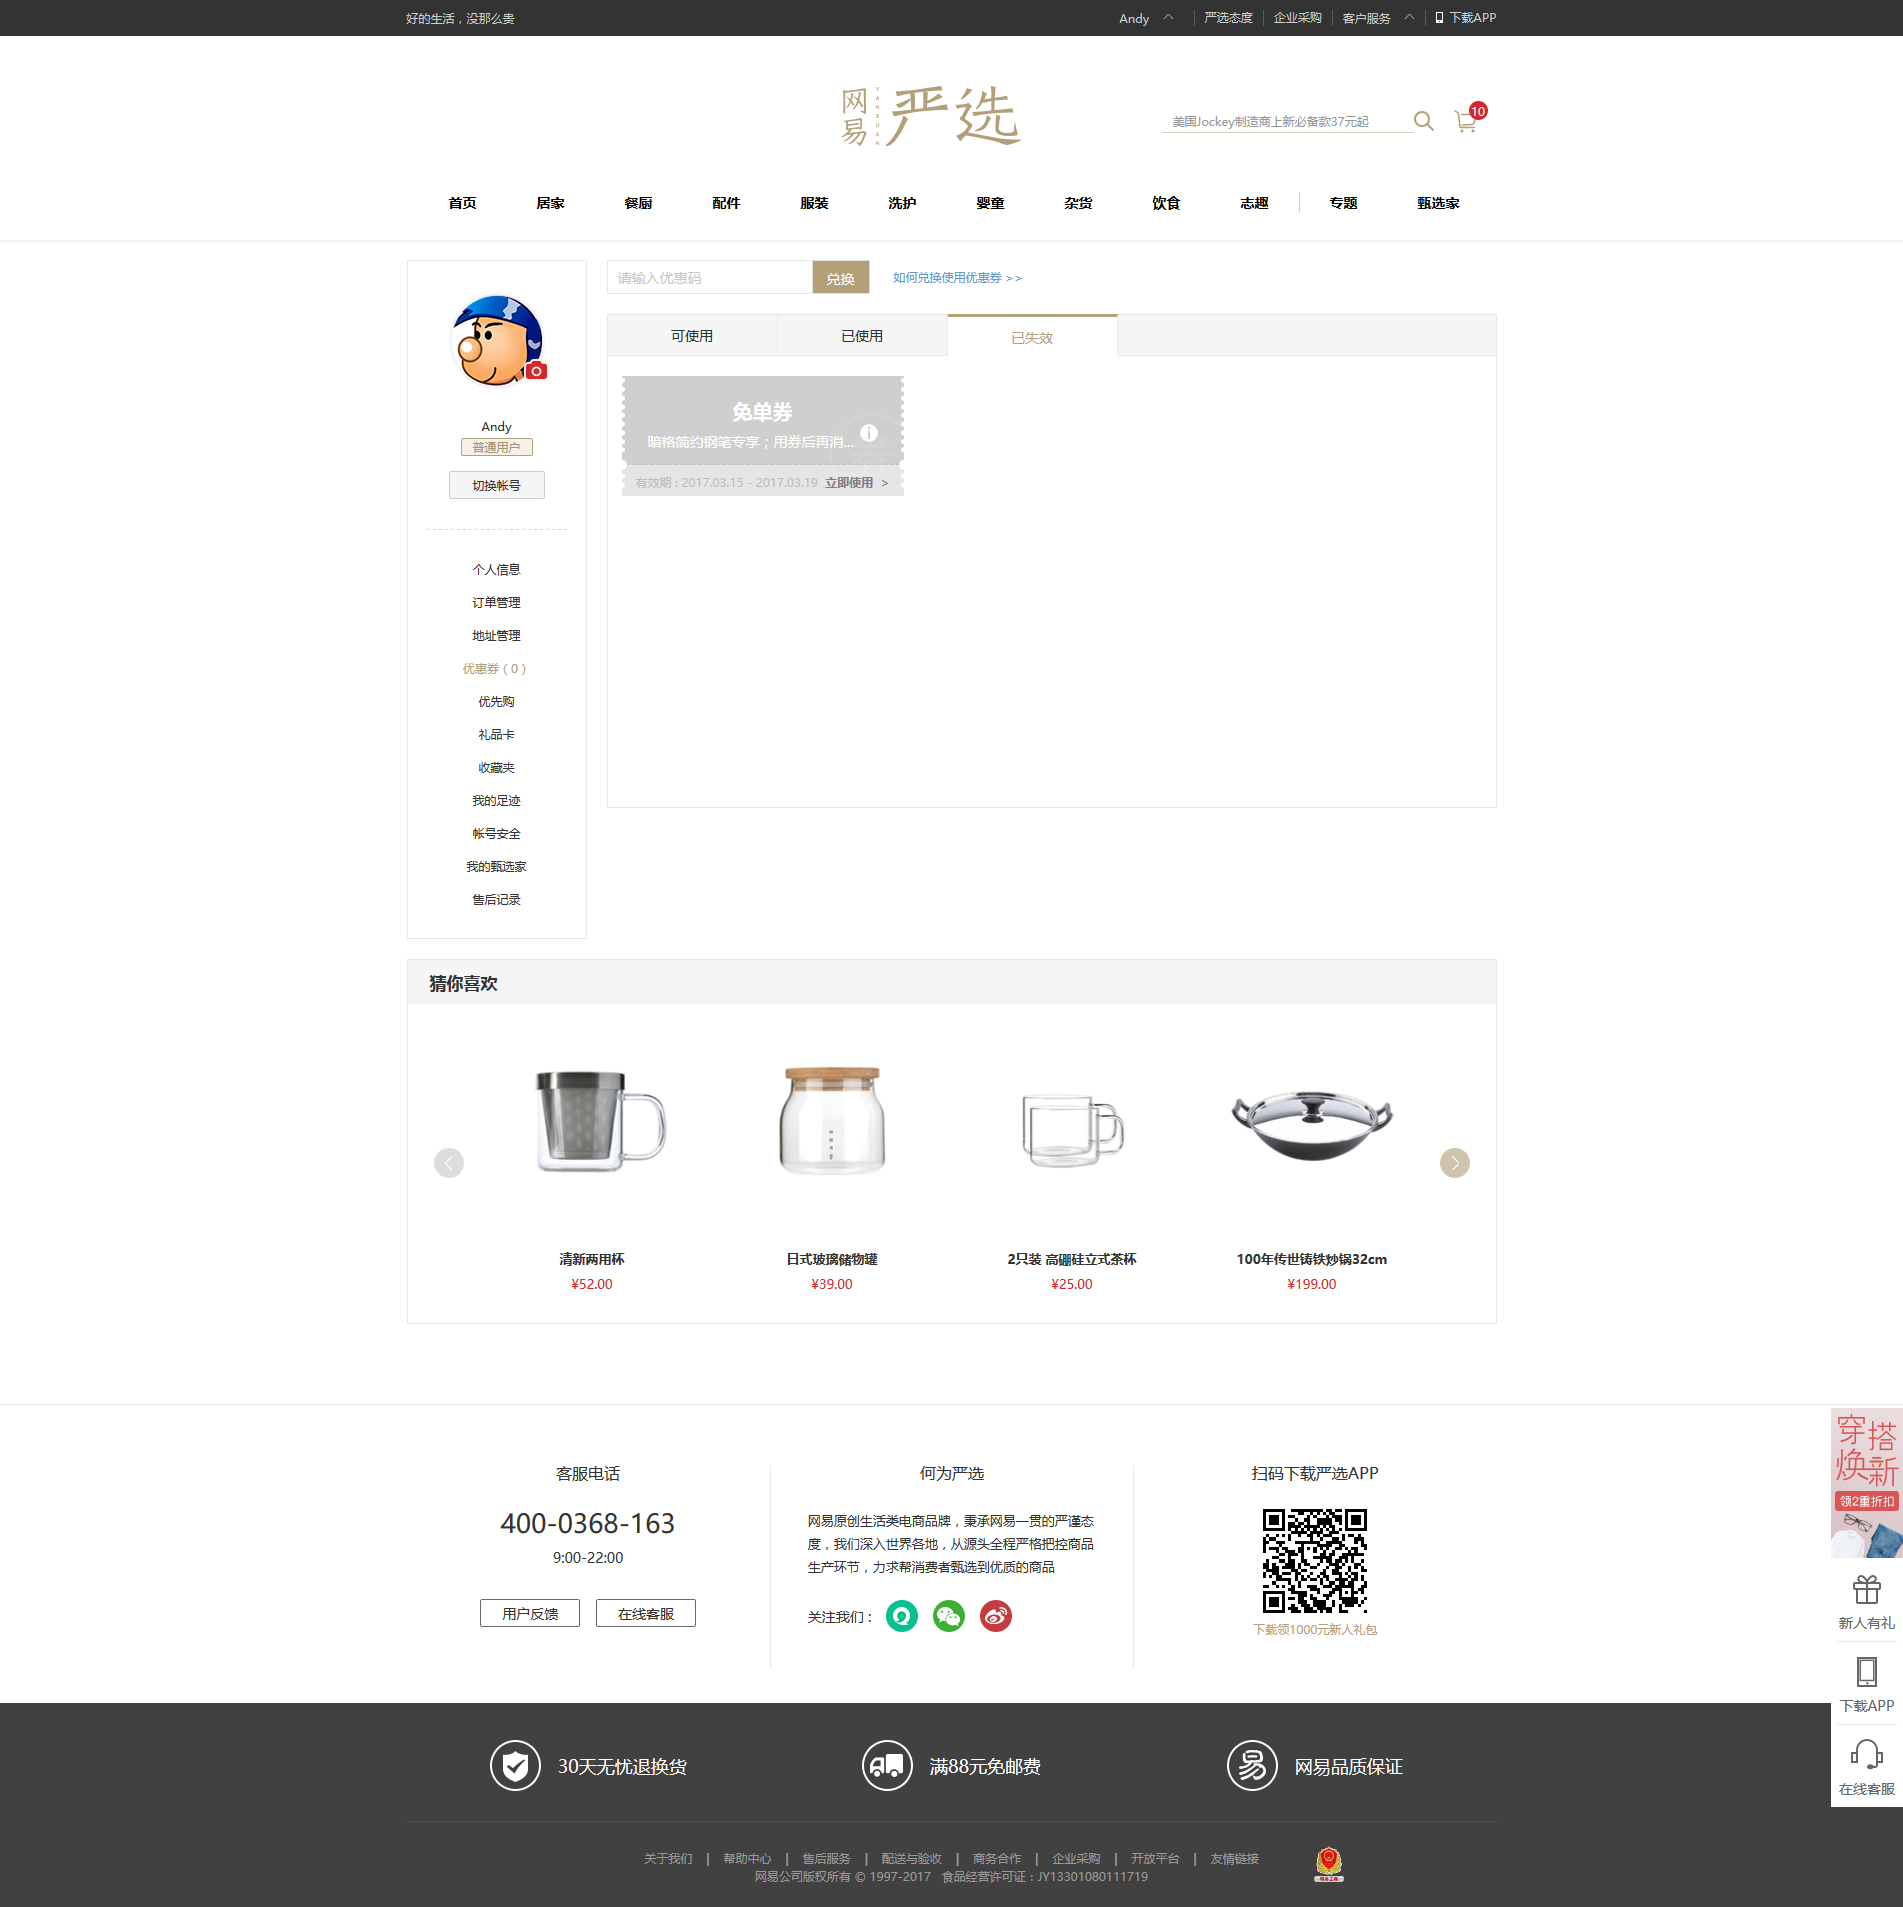 好的生活，没那么贵
Andy 严选态度 企业采购 客户服务 下载APP
网易 YANXUAN 严选
美国Jockey制造商上新必备款37元起
10
首页 居家 餐厨 配件 服装 洗护 婴童 杂货 饮食 志趣 专题 甄选家
Andy
普通用户
切换帐号
个人信息
订单管理
地址管理
优惠券 ( 0 )
优先购
礼品卡
收藏夹
我的足迹
帐号安全
我的甄选家
售后记录
请输入优惠码 兑换 如何兑换使用优惠券 >>
可使用 已使用 已失效
免单券
暗格简约钢笔专享；用券后再消...
有效期 : 2017.03.15 - 2017.03.19 立即使用 >
猜你喜欢
清新两用杯
¥52.00
日式玻璃储物罐
¥39.00
2只装 高硼硅立式茶杯
¥25.00
100年传世铸铁炒锅32cm
¥199.00
客服电话
400-0368-163
9:00-22:00
用户反馈 在线客服
何为严选
网易原创生活类电商品牌，秉承网易一贯的严谨态
度，我们深入世界各地，从源头全程严格把控商品
生产环节，力求帮消费者甄选到优质的商品
关注我们：
扫码下载严选APP
下载领1000元新人礼包
穿搭
焕新
领2重折扣
新人有礼
下载APP
在线客服
30天无忧退换货
满88元免邮费
易 网易品质保证
关于我们 | 帮助中心 | 售后服务 | 配送与验收 | 商务合作 | 企业采购 | 开放平台 | 友情链接
网易公司版权所有 © 1997-2017 食品经营许可证：JY13301080111719